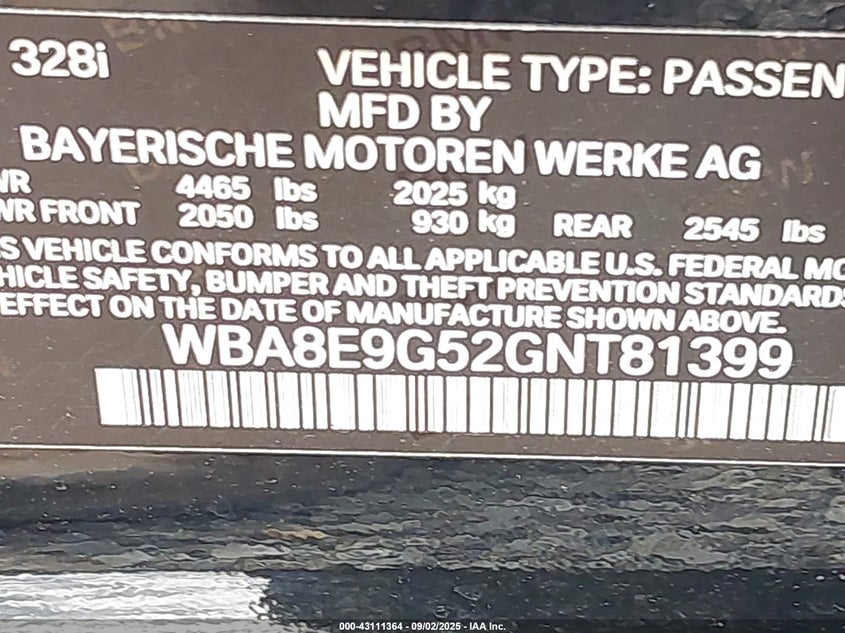 328i
VEHICLE TYPE: PASSEN
MFD BY
BAYERISCHE MOTOREN WERKE AG
WR 4465 lbs 2025 kg
WR FRONT 2050 lbs 930 kg REAR 2545 lbs
S VEHICLE CONFORMS TO ALL APPLICABLE U.S. FEDERAL MO
HICLE SAFETY, BUMPER AND THEFT PREVENTION STANDARDS
EFFECT ON THE DATE OF MANUFACTURE SHOWN ABOVE.
WBA8E9G52GNT81399
000-43111364 - 09/02/2025 - IAA Inc.